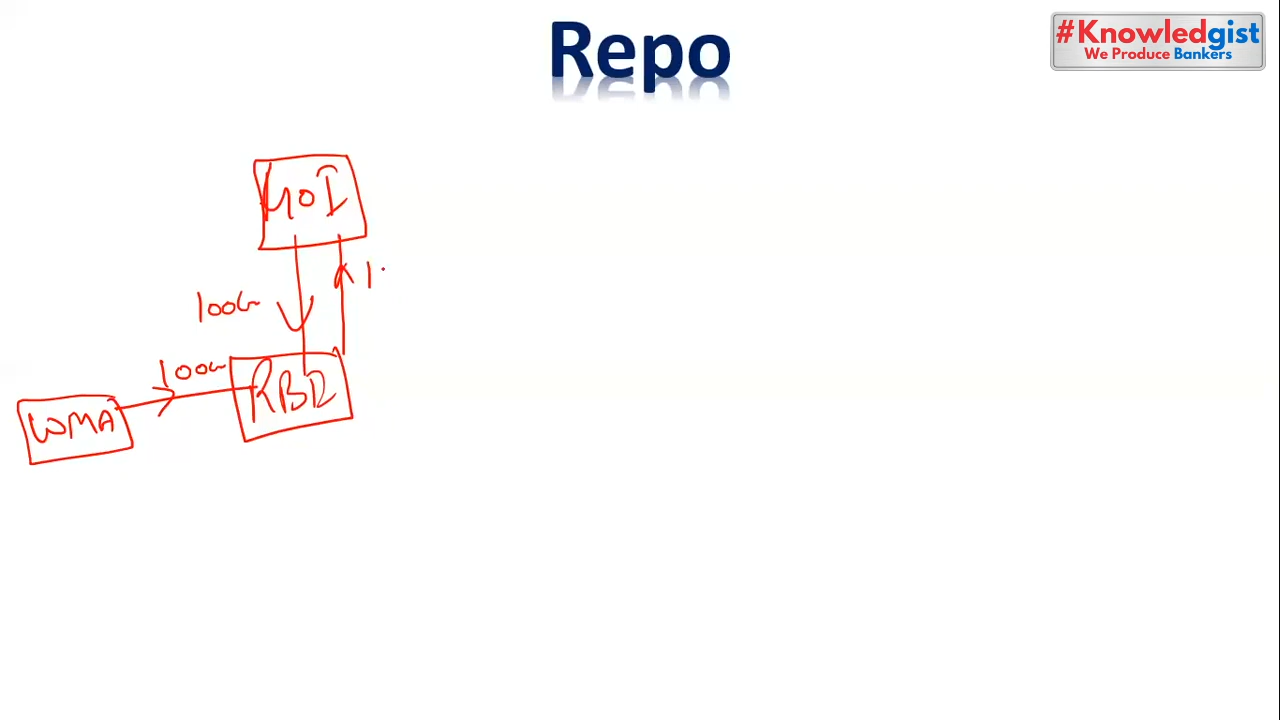 Repo
#Knowledgist
We Produce Bankers
GOI
100Cr
100Cr
RBI
WMA